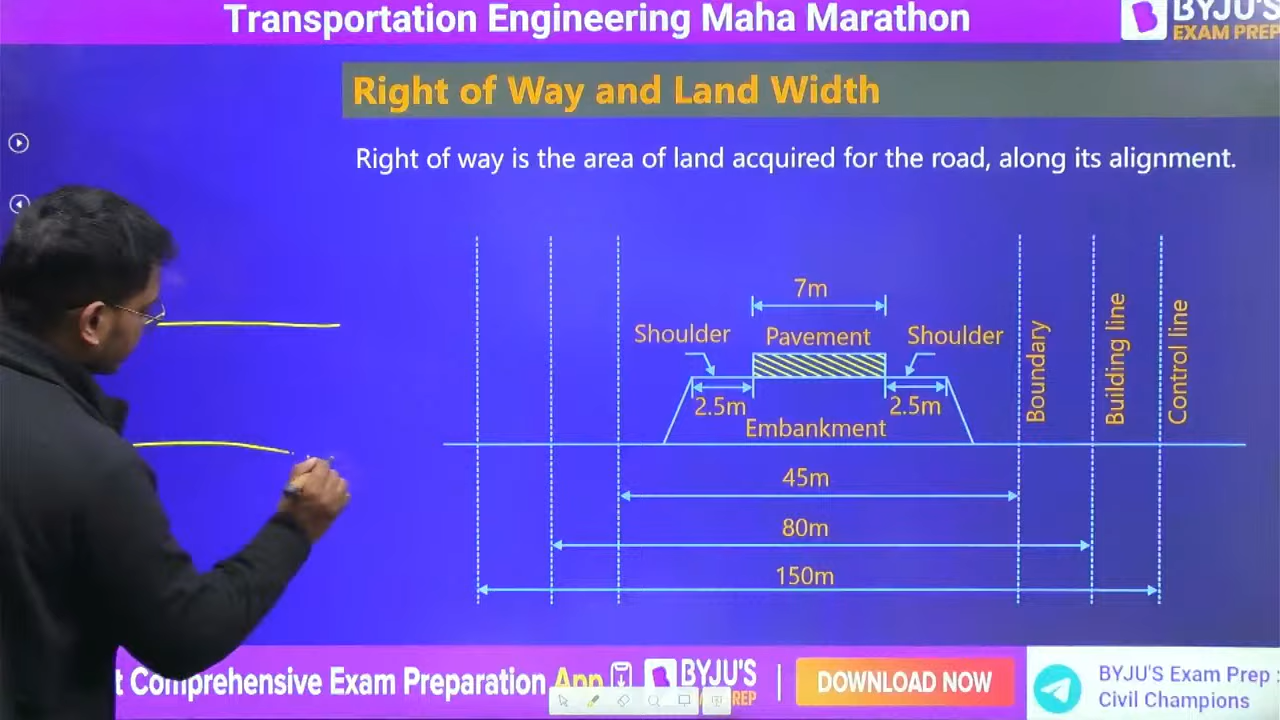 Transportation Engineering Maha Marathon
BYJU'S
EXAM PREP
Right of Way and Land Width
Right of way is the area of land acquired for the road, along its alignment.
7m
Shoulder
Pavement
Shoulder
2.5m
2.5m
Embankment
Boundary
Building line
Control line
45m
80m
150m
t Comprehensive Exam Preparation App
BYJU'S
PREP
DOWNLOAD NOW
BYJU'S Exam Prep :
Civil Champions